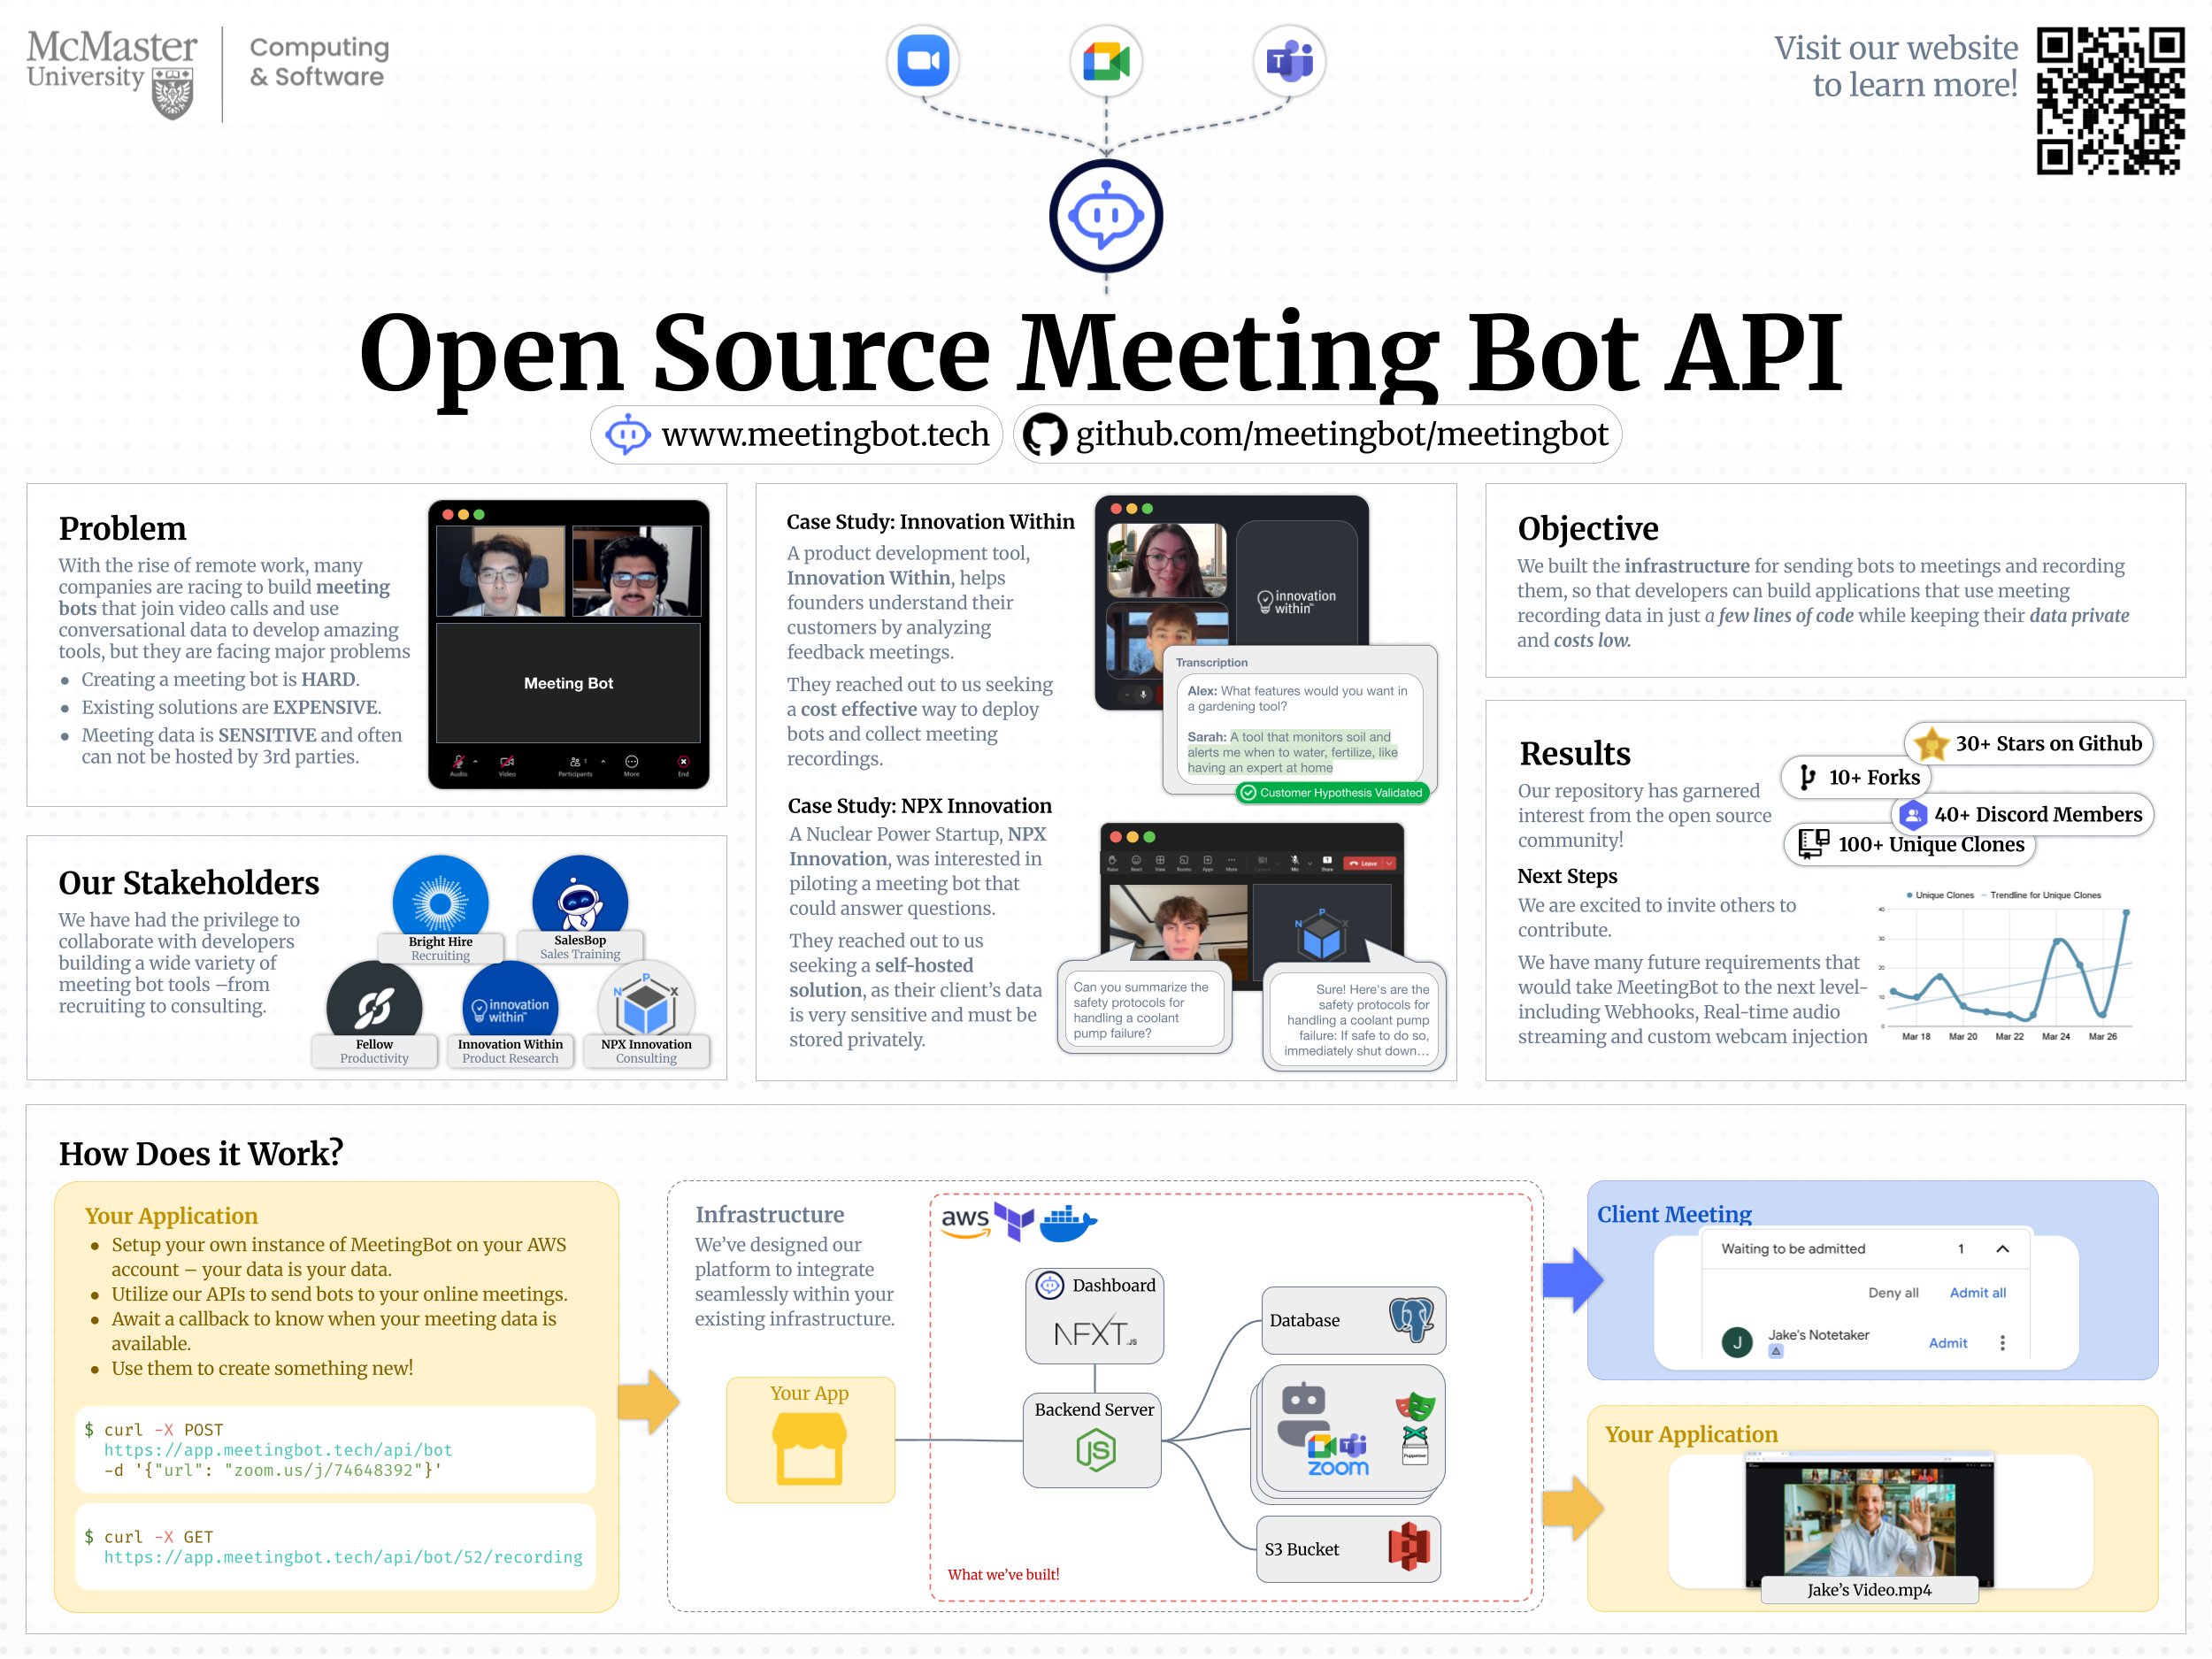 McMaster
University
Computing
& Software
Visit our website
to learn more!
Open Source Meeting Bot API
www.meetingbot.tech
github.com/meetingbot/meetingbot
Problem
With the rise of remote work, many
companies are racing to build meeting
bots that join video calls and use
conversational data to develop amazing
tools, but they are facing major problems
• Creating a meeting bot is HARD.
• Existing solutions are EXPENSIVE.
• Meeting data is SENSITIVE and often
can not be hosted by 3rd parties.
Meeting Bot
Audio
Video
Participants
1
More
End
Our Stakeholders
We have had the privilege to
collaborate with developers
building a wide variety of
meeting bot tools –from
recruiting to consulting.
Bright Hire
Recruiting
SalesBop
Sales Training
innovation
within™
N P X
Fellow
Productivity
Innovation Within
Product Research
NPX Innovation
Consulting
Case Study: Innovation Within
A product development tool,
Innovation Within, helps
founders understand their
customers by analyzing
feedback meetings.
They reached out to us seeking
a cost effective way to deploy
bots and collect meeting
recordings.
innovation
within™
Transcription
Alex: What features would you want in
a gardening tool?
Sarah: A tool that monitors soil and
alerts me when to water, fertilize, like
having an expert at home
Customer Hypothesis Validated
Case Study: NPX Innovation
A Nuclear Power Startup, NPX
Innovation, was interested in
piloting a meeting bot that
could answer questions.
They reached out to us
seeking a self-hosted
solution, as their client's data
is very sensitive and must be
stored privately.
Raise
React
View
Rooms
Apps
More
Camera
Mic
Share
Leave
N P X
Can you summarize the
safety protocols for
handling a coolant
pump failure?
Sure! Here's are the
safety protocols for
handling a coolant pump
failure: If safe to do so,
immediately shut down...
Objective
We built the infrastructure for sending bots to meetings and recording
them, so that developers can build applications that use meeting
recording data in just a few lines of code while keeping their data private
and costs low.
Results
Our repository has garnered
interest from the open source
community!
30+ Stars on Github
10+ Forks
40+ Discord Members
100+ Unique Clones
Next Steps
We are excited to invite others to
contribute.
We have many future requirements that
would take MeetingBot to the next level-
including Webhooks, Real-time audio
streaming and custom webcam injection
Unique Clones
Trendline for Unique Clones
40
30
20
10
0
Mar 18
Mar 20
Mar 22
Mar 24
Mar 26
How Does it Work?
Your Application
• Setup your own instance of MeetingBot on your AWS
account – your data is your data.
• Utilize our APIs to send bots to your online meetings.
• Await a callback to know when your meeting data is
available.
• Use them to create something new!
$ curl -X POST
https://app.meetingbot.tech/api/bot
-d '{"url": "zoom.us/j/74648392"}'
$ curl -X GET
https://app.meetingbot.tech/api/bot/52/recording
Infrastructure
We've designed our
platform to integrate
seamlessly within your
existing infrastructure.
Your App
aws
Dashboard
NEXT.JS
Backend Server
JS
Database
zoom
Puppeteer
S3 Bucket
What we've built!
Client Meeting
Waiting to be admitted
1
Deny all
Admit all
J
Jake's Notetaker
Admit
Your Application
Jake's Video.mp4